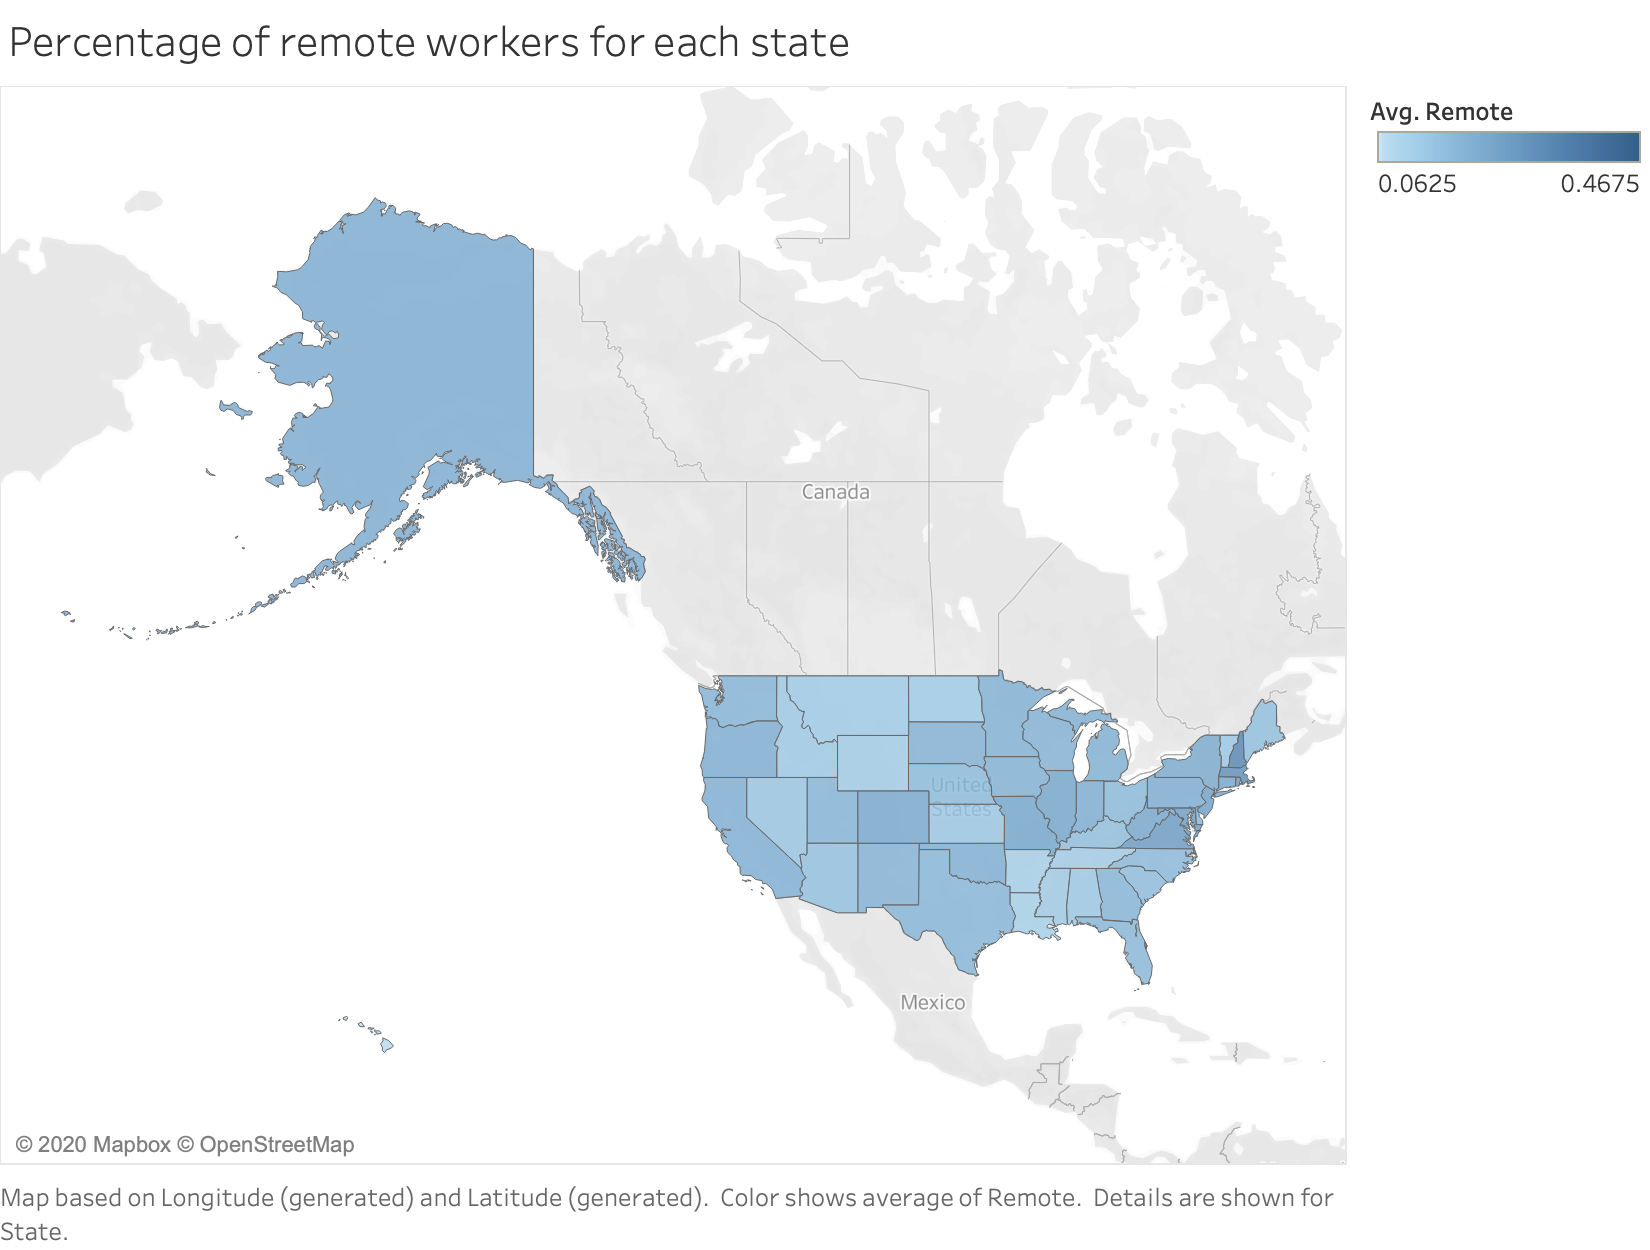 Percentage of remote workers for each state
Avg. Remote
0.0625 0.4675
Canada
United
States
Mexico
© 2020 Mapbox © OpenStreetMap
Map based on Longitude (generated) and Latitude (generated).  Color shows average of Remote.  Details are shown for
State.